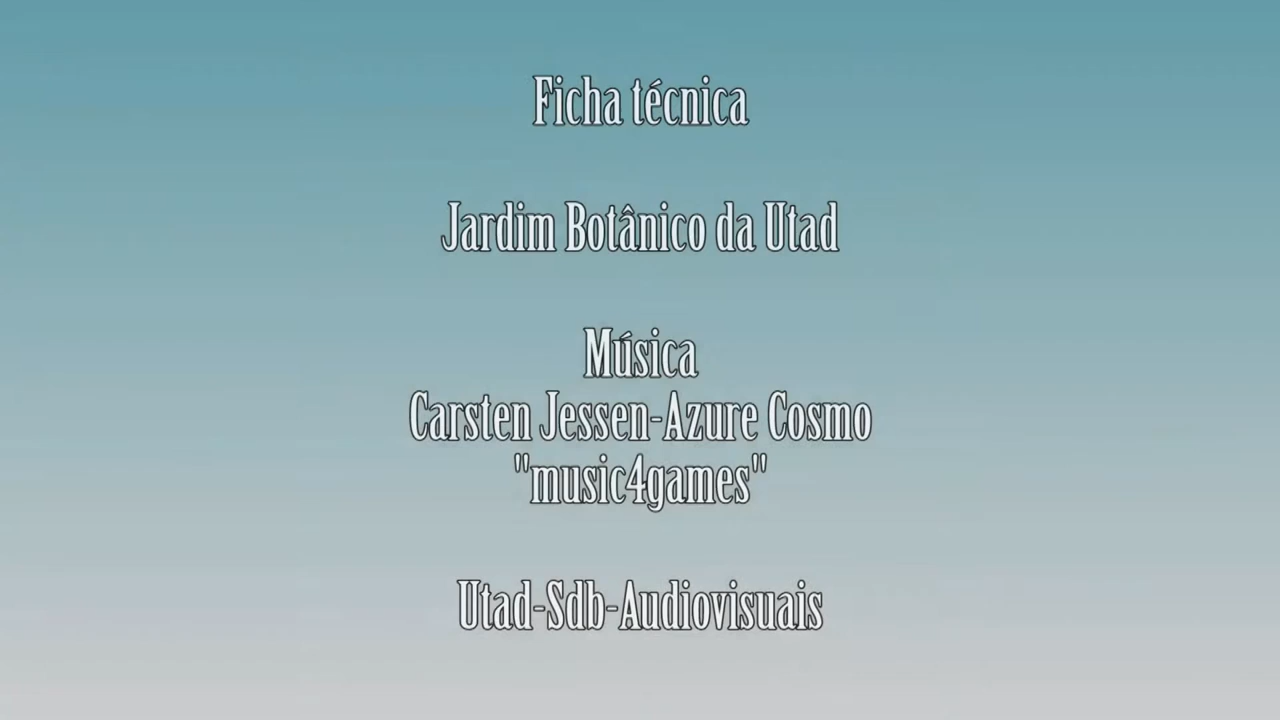 Ficha técnica
Jardim Botânico da Utad
Música
Carsten Jessen-Azure Cosmo
"music4games"
Utad-Sdb-Audiovisuais